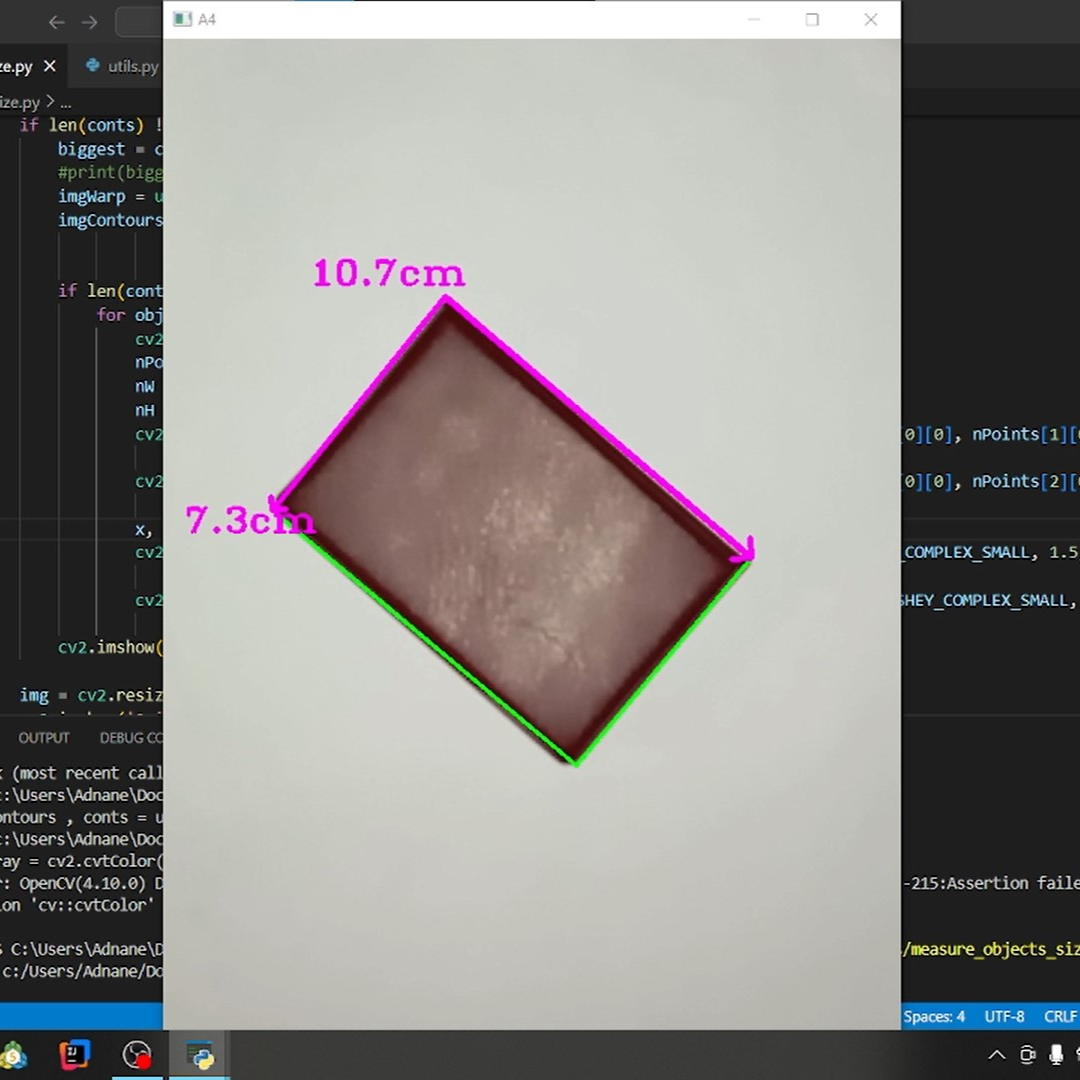 A4
ze.py
utils.py
ize.py > ...
if len(conts) !
biggest = c
#print(bigg
imgWarp = u
imgContours
if len(cont
for obj
cv2
nPo
nW
nH
cv2
[0][0], nPoints[1][
cv2
[0][0], nPoints[2][
x,
cv2
_COMPLEX_SMALL, 1.5
cv2
SHEY_COMPLEX_SMALL,
cv2.imshow(
img = cv2.resiz
10.7cm
7.3cm
OUTPUT DEBUG CO
(most recent call
:\Users\Adnane\Doc
ontours , conts = u
:\Users\Adnane\Doc
ray = cv2.cvtColor(
r: OpenCV(4.10.0) D
-215:Assertion faile
ion 'cv::cvtColor'
S C:\Users\Adnane\D
/measure_objects_siz
c:/Users/Adnane/Do
Spaces: 4 UTF-8 CRLF